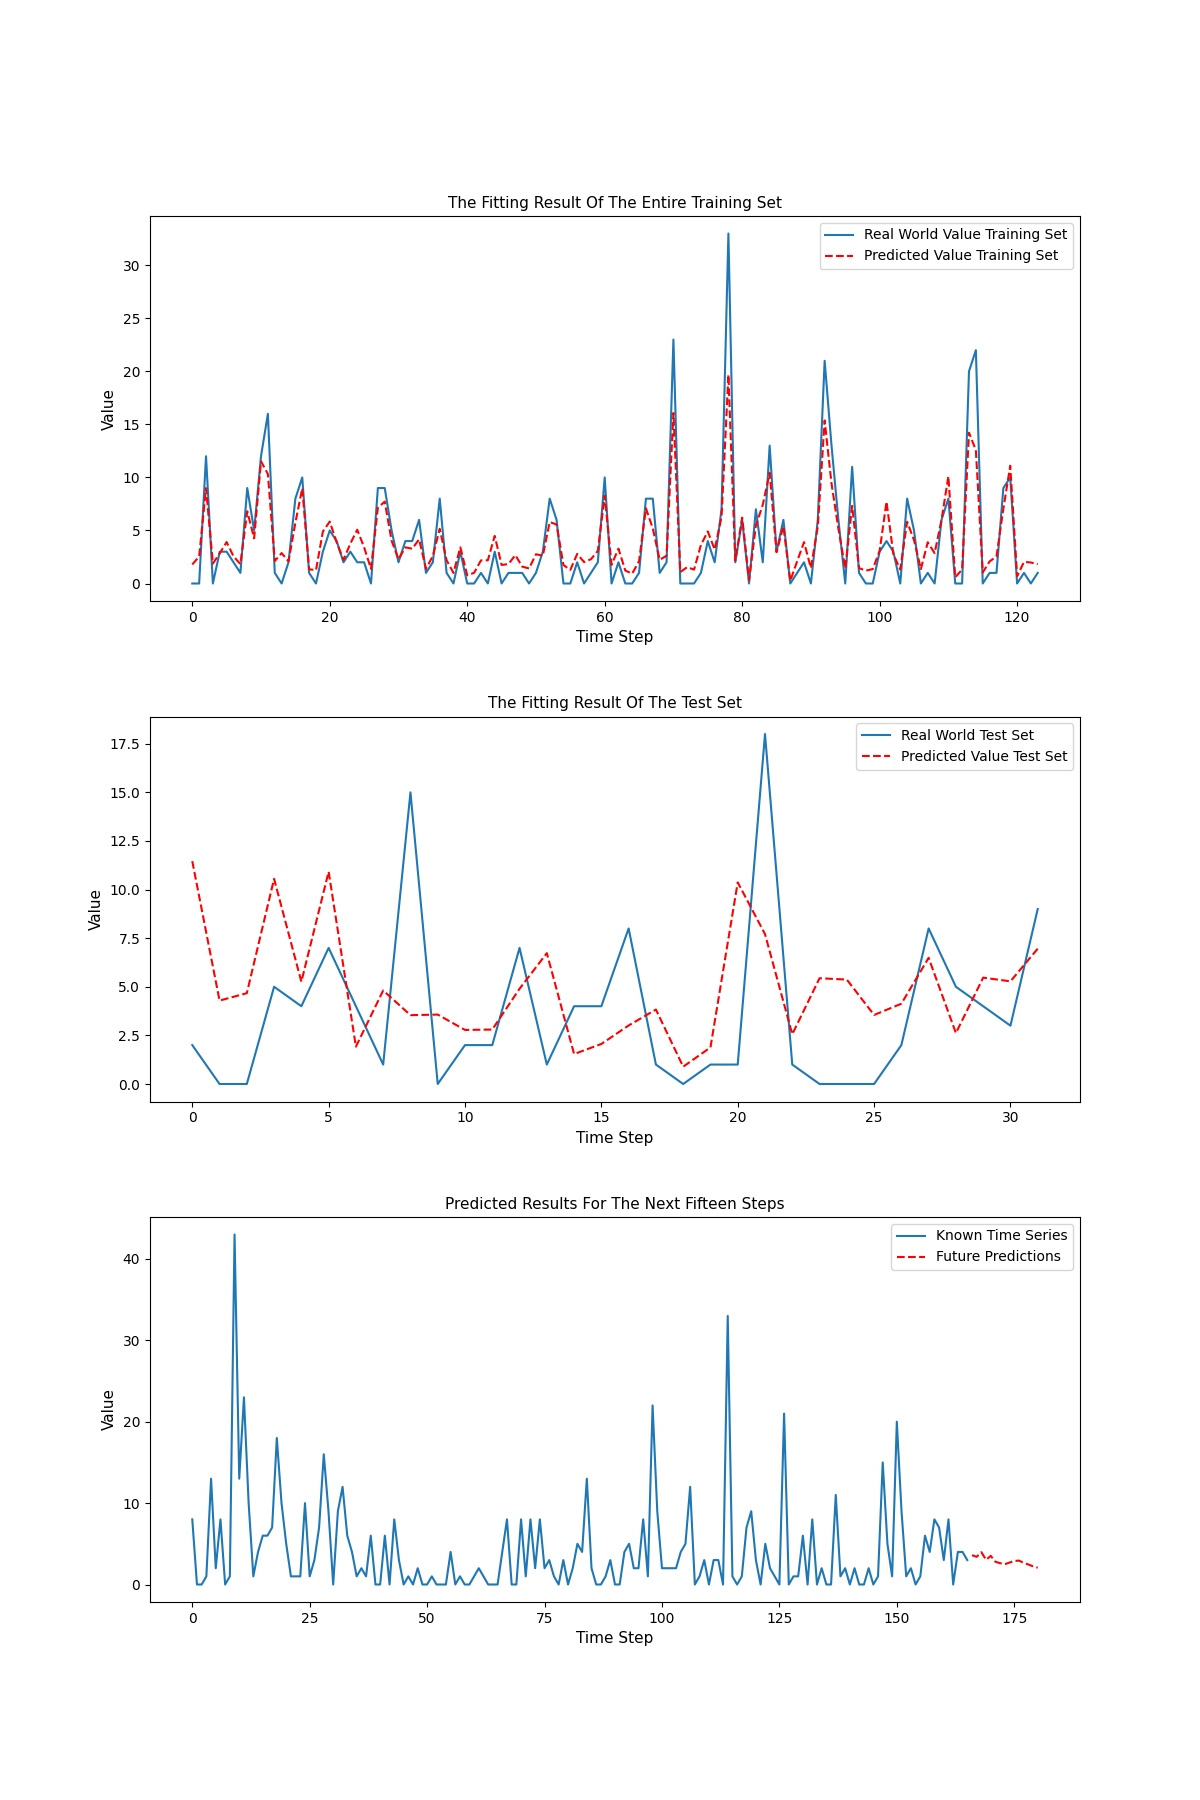 The Fitting Result Of The Entire Training Set
Real World Value Training Set
Predicted Value Training Set
Value
30
25
20
15
10
5
0
0 20 40 60 80 100 120
Time Step
The Fitting Result Of The Test Set
Real World Test Set
Predicted Value Test Set
Value
17.5
15.0
12.5
10.0
7.5
5.0
2.5
0.0
0 5 10 15 20 25 30
Time Step
Predicted Results For The Next Fifteen Steps
Known Time Series
Future Predictions
Value
40
30
20
10
0
0 25 50 75 100 125 150 175
Time Step